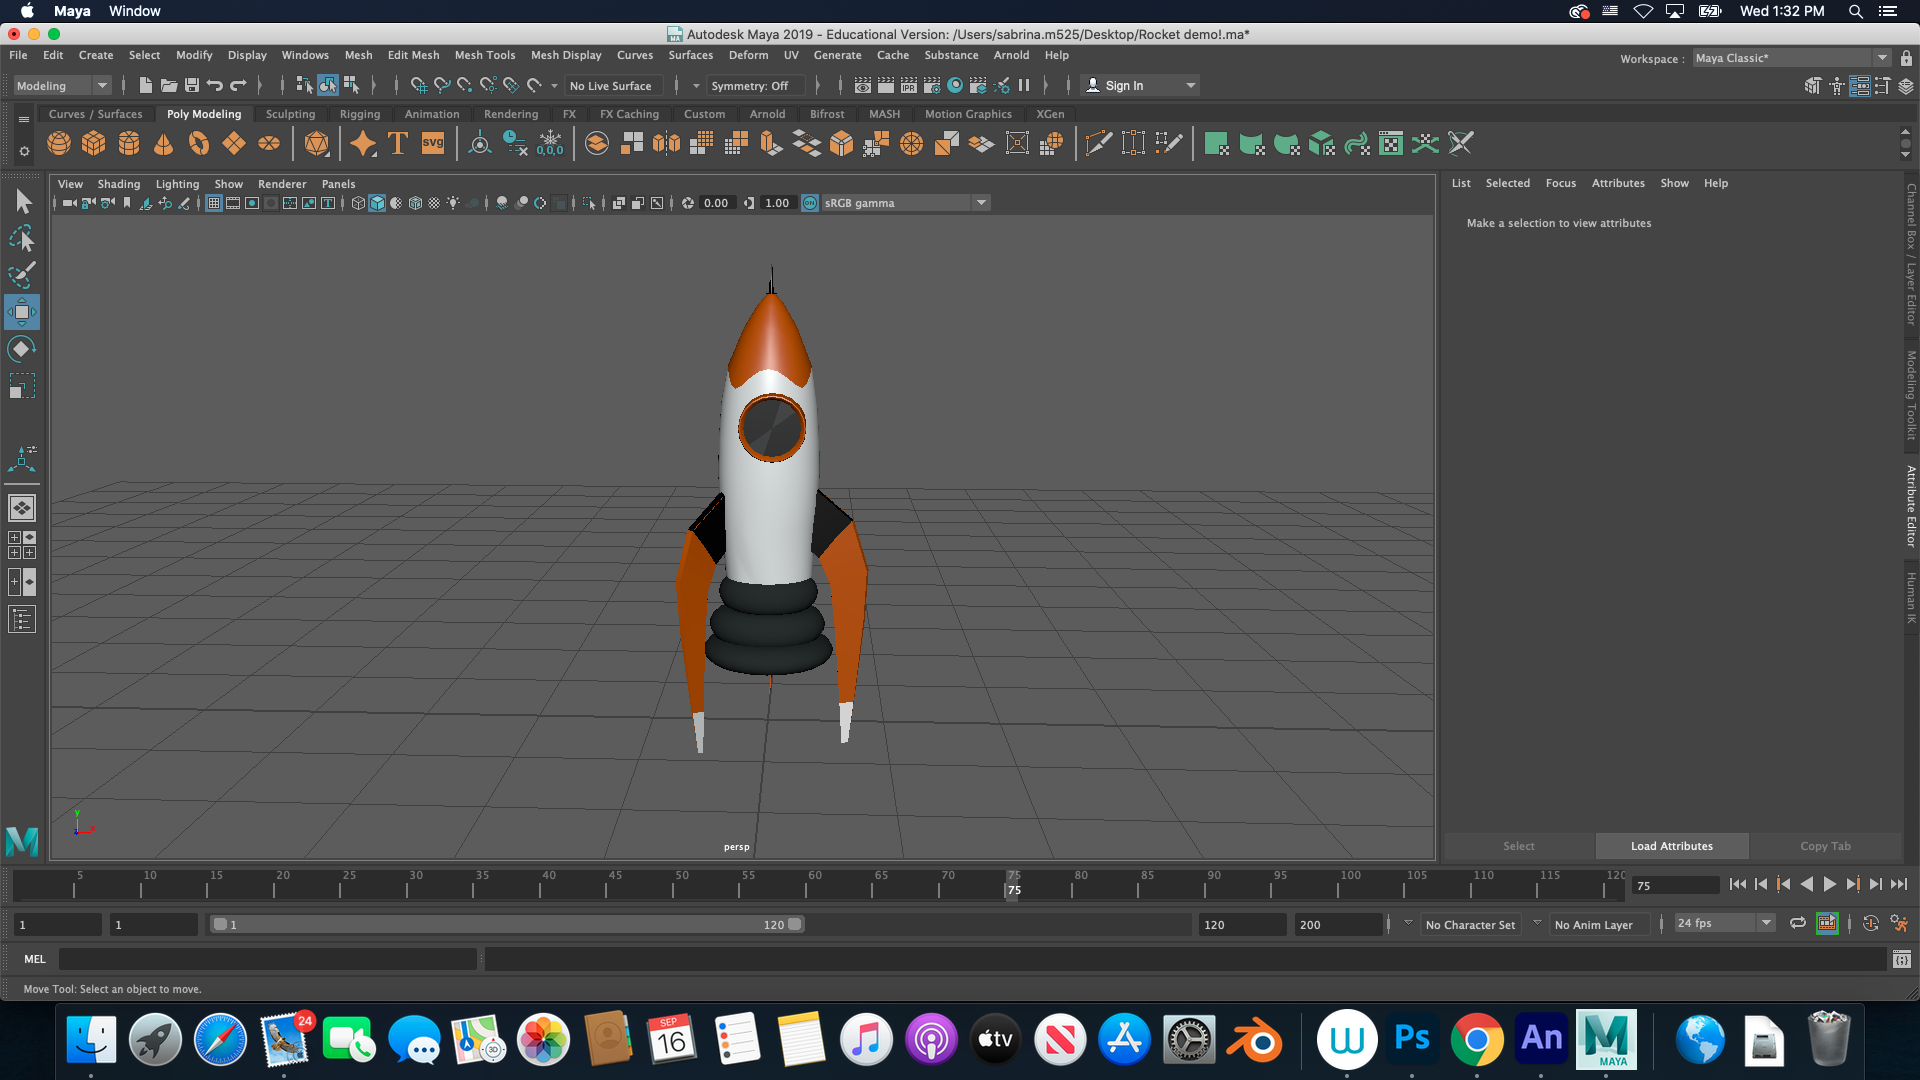 Maya Window
Wed 1:32 PM
Autodesk Maya 2019 - Educational Version: /Users/sabrina.m525/Desktop/Rocket demo!.ma*
File Edit Create Select Modify Display Windows Mesh Edit Mesh Mesh Tools Mesh Display Curves Surfaces Deform UV Generate Cache Substance Arnold Help
Workspace : Maya Classic*
Modeling No Live Surface Symmetry: Off IPR Sign In
Curves / Surfaces Poly Modeling Sculpting Rigging Animation Rendering FX FX Caching Custom Arnold Bifrost MASH Motion Graphics XGen
T svg 0,0,0
View Shading Lighting Show Renderer Panels
0.00 1.00 ON sRGB gamma
List Selected Focus Attributes Show Help
Make a selection to view attributes
Channel Box / Layer Editor
Modeling Toolkit
Attribute Editor
Human IK
y
x
z
persp
Select Load Attributes Copy Tab
5 10 15 20 25 30 35 40 45 50 55 60 65 70 75 80 85 90 95 100 105 110 115 120
75 75
1 1 1 120 120 200 No Character Set No Anim Layer 24 fps
MEL
Move Tool: Select an object to move.
24 3D SEP 16 tv W Ps An M MAYA